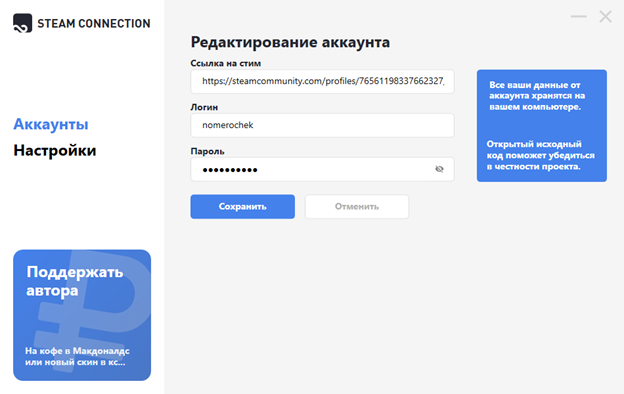 STEAM CONNECTION
Аккаунты
Настройки
Поддержать
автора
На кофе в Макдоналдс
или новый скин в кс...
Редактирование аккаунта
Ссылка на стим
https://steamcommunity.com/profiles/76561198337662327,
Логин
nomerochek
Пароль
●●●●●●●●●●
Сохранить
Отменить
Все ваши данные от
аккаунта хранятся на
вашем компьютере.
Открытый исходный
код поможет убедиться
в честности проекта.